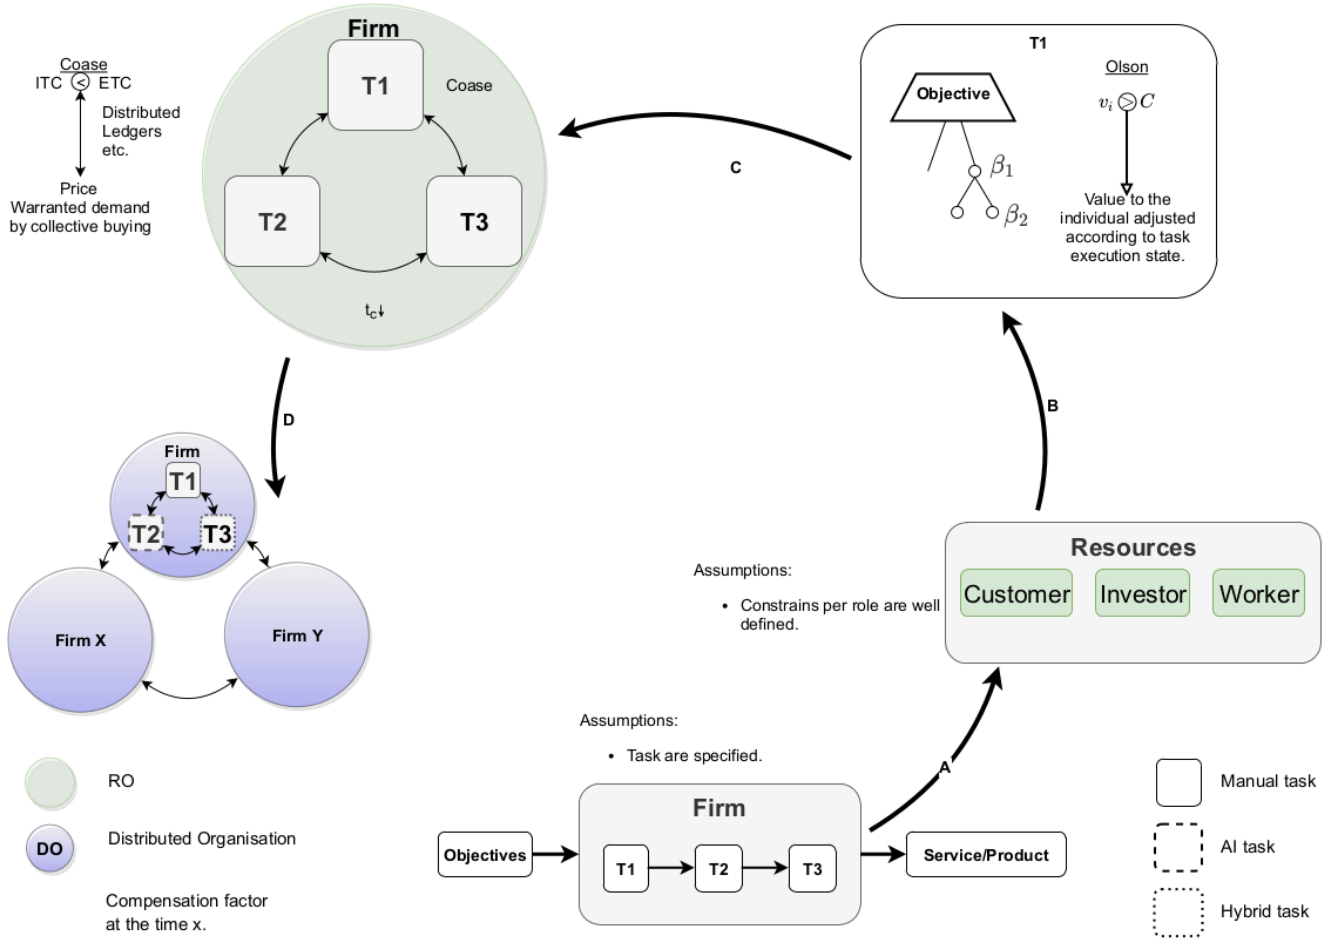 Firm
T1
Coase
T2
T3
tc↓
Coase
ITC < ETC
Distributed
Ledgers
etc.
Price
Warranted demand
by collective buying
C
T1
Objective
β1
β2
Olson
vi > C
Value to the
individual adjusted
according to task
execution state.
D
B
Firm
T1
T2
T3
Firm X
Firm Y
Assumptions:
• Constrains per role are well
defined.
Resources
Customer
Investor
Worker
Assumptions:
• Task are specified.
A
Objectives
Firm
T1
T2
T3
Service/Product
RO
DO
Distributed Organisation
Compensation factor
at the time x.
Manual task
AI task
Hybrid task